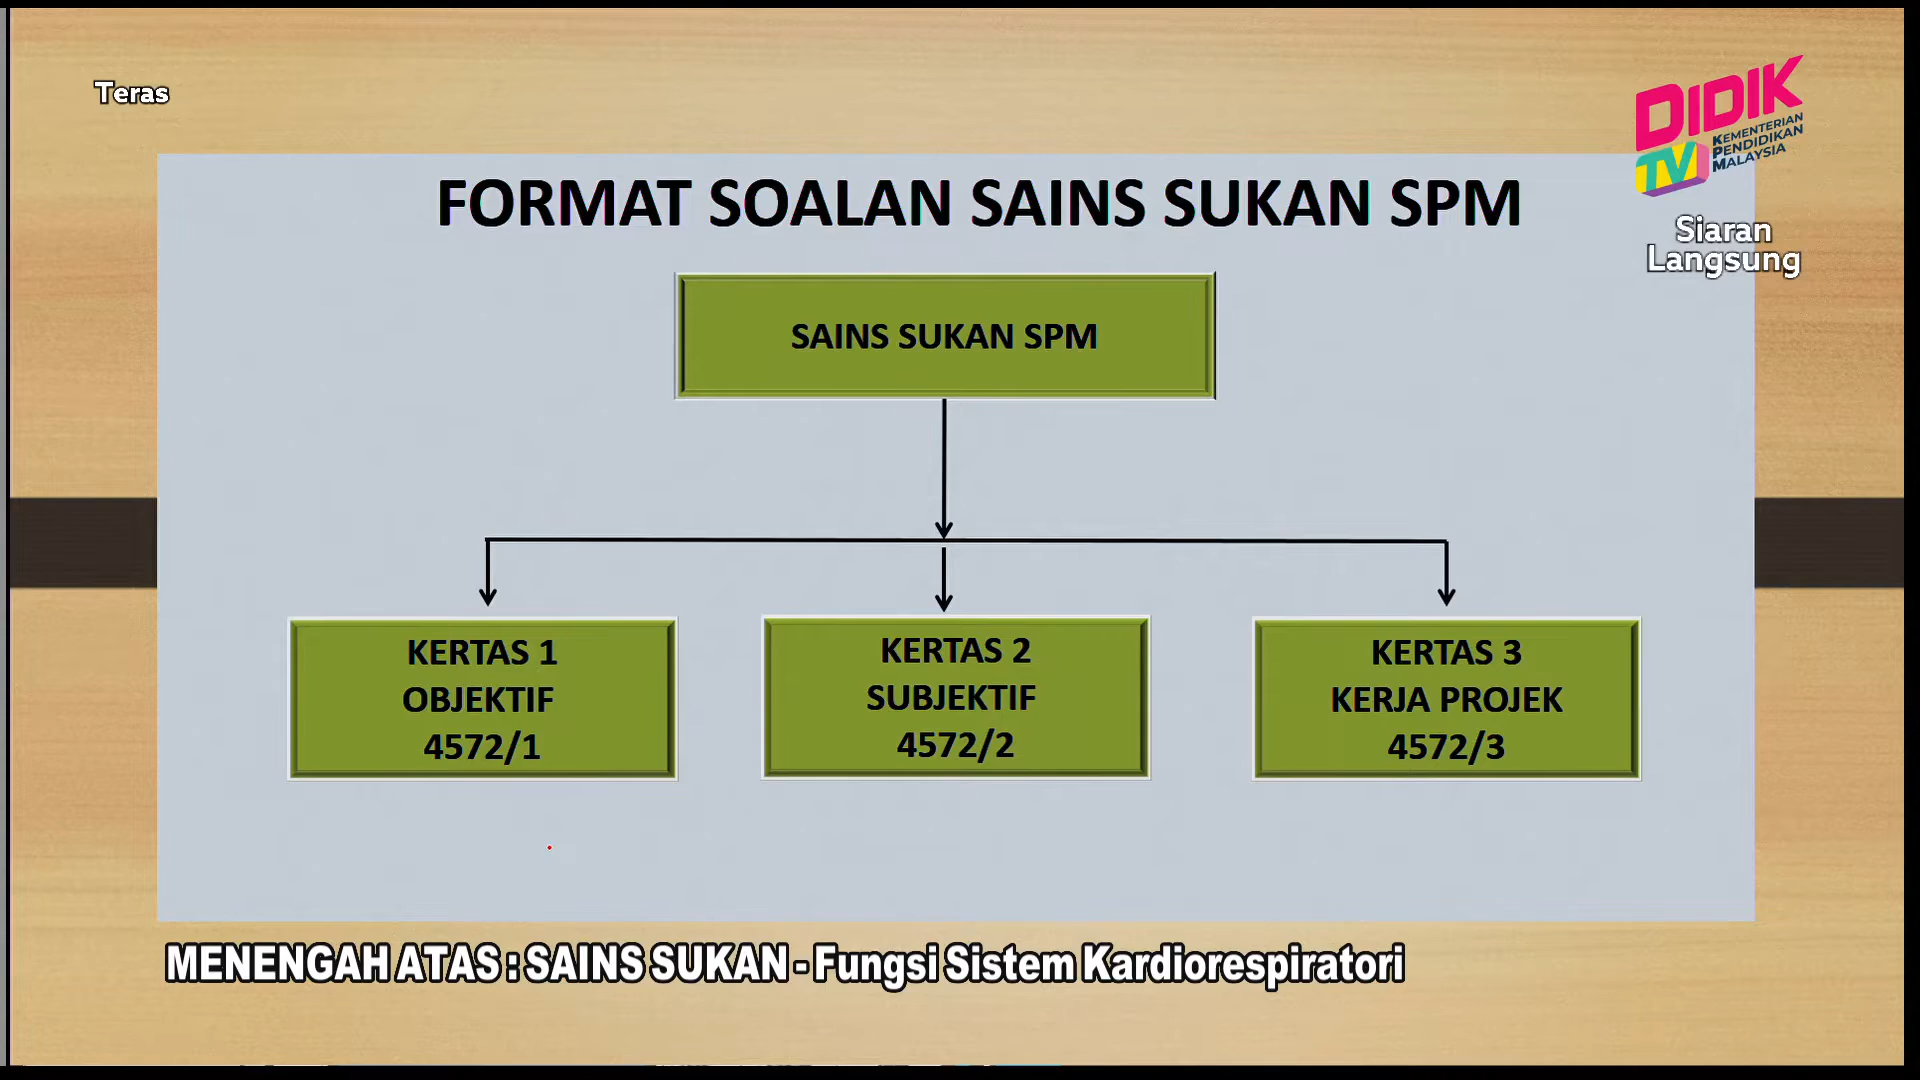 Teras
DIDIK
TV
KEMENTERIAN
PENDIDIKAN
MALAYSIA
Siaran
Langsung
FORMAT SOALAN SAINS SUKAN SPM
SAINS SUKAN SPM
KERTAS 1
OBJEKTIF
4572/1
KERTAS 2
SUBJEKTIF
4572/2
KERTAS 3
KERJA PROJEK
4572/3
MENENGAH ATAS : SAINS SUKAN - Fungsi Sistem Kardiorespiratori